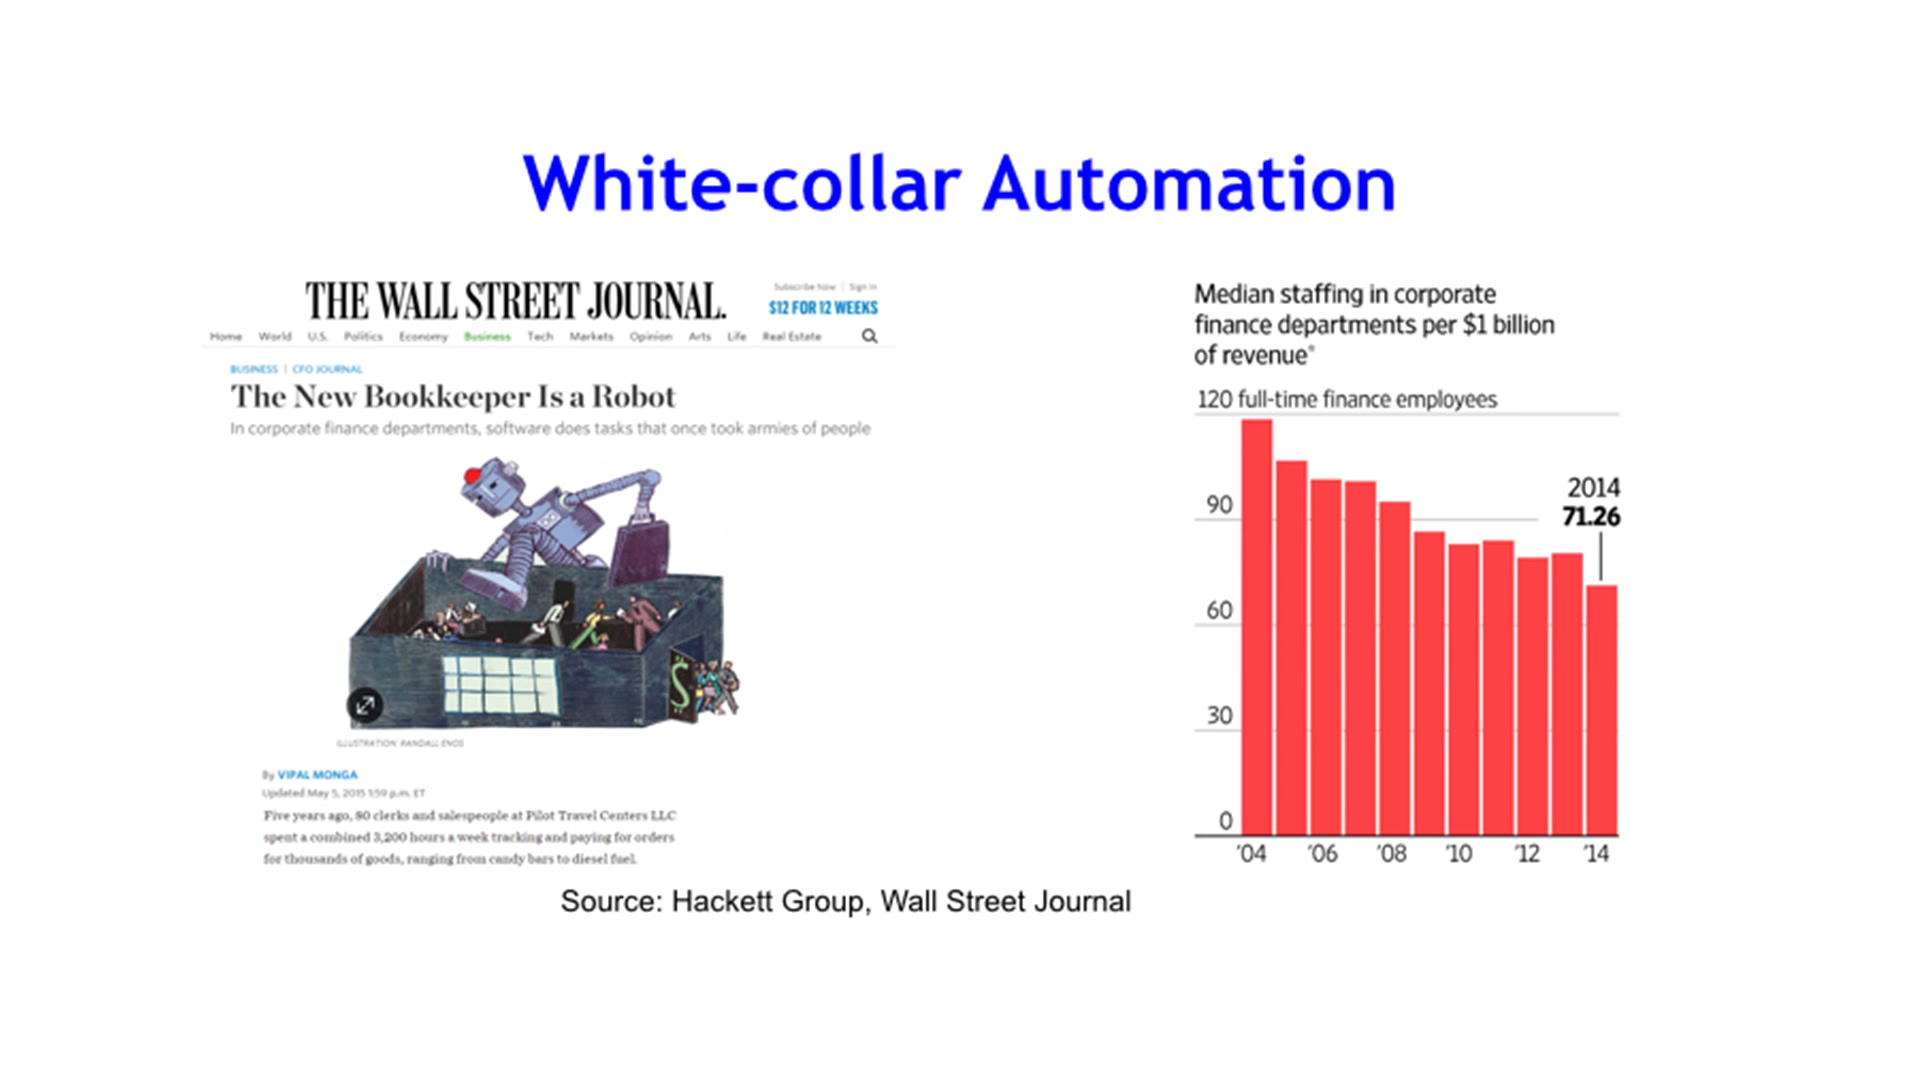 White-collar Automation
THE WALL STREET JOURNAL.
Subscribe Now | Sign In
$12 FOR 12 WEEKS
Home World U.S. Politics Economy Business Tech Markets Opinion Arts Life Real Estate
BUSINESS | CFO JOURNAL
The New Bookkeeper Is a Robot
In corporate finance departments, software does tasks that once took armies of people
$
ILLUSTRATION: RANDALL ENOS
By VIPAL MONGA
Updated May 5, 2015 1:59 p.m. ET
Five years ago, 80 clerks and salespeople at Pilot Travel Centers LLC
spent a combined 3,200 hours a week tracking and paying for orders
for thousands of goods, ranging from candy bars to diesel fuel.
Median staffing in corporate
finance departments per $1 billion
of revenue*
120 full-time finance employees
2014
71.26
90
60
30
0
'04 '06 '08 '10 '12 '14
Source: Hackett Group, Wall Street Journal